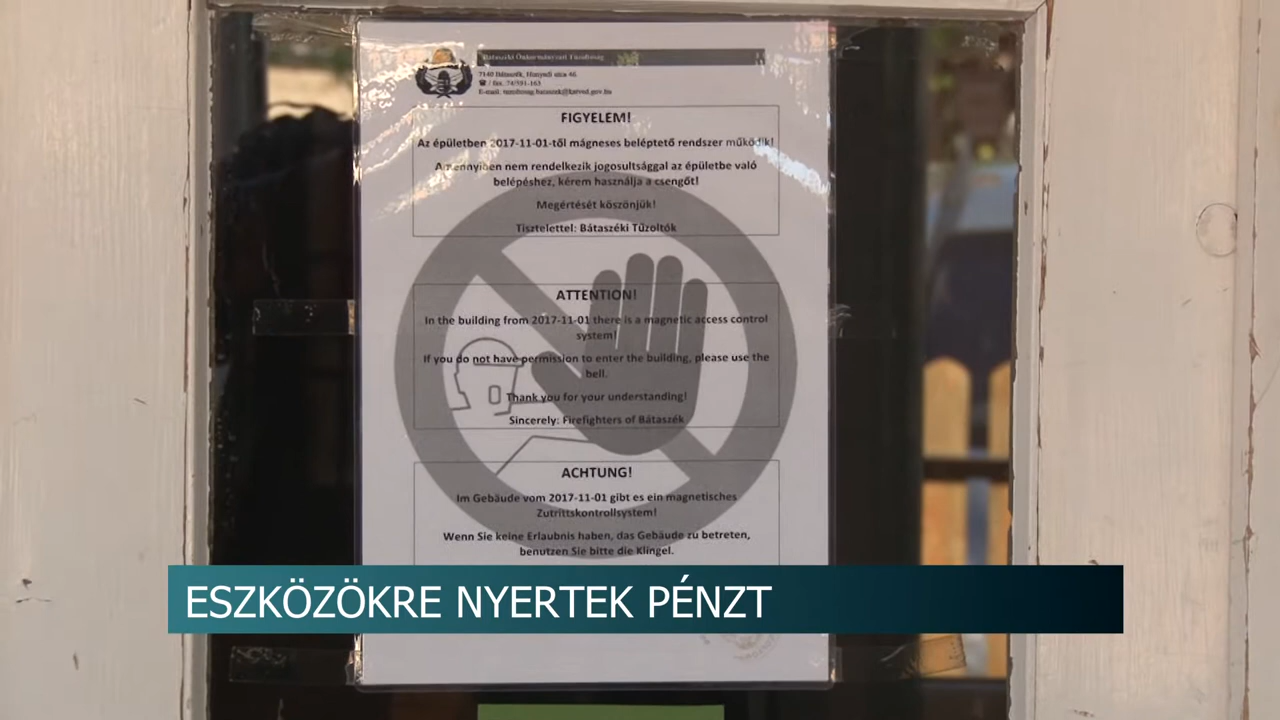 Bátaszéki Önkormányzati Tűzoltóság
7140 Bátaszék, Hunyadi utca 46.
☎ / fax: 74/591-163
E-mail: tuzoltosag.bataszek@katved.gov.hu
FIGYELEM!
Az épületben 2017-11-01-től mágneses beléptető rendszer működik!
Amennyiben nem rendelkezik jogosultsággal az épületbe való
belépéshez, kérem használja a csengőt!
Megértését köszönjük!
Tisztelettel: Bátaszéki Tűzoltók
ATTENTION!
In the building from 2017-11-01 there is a magnetic access control
system!
If you do not have permission to enter the building, please use the
bell.
Thank you for your understanding!
Sincerely: Firefighters of Bátaszék
ACHTUNG!
Im Gebäude vom 2017-11-01 gibt es ein magnetisches
Zutrittskontrollsystem!
Wenn Sie keine Erlaubnis haben, das Gebäude zu betreten,
benutzen Sie bitte die Klingel.
ESZKÖZÖKRE NYERTEK PÉNZT